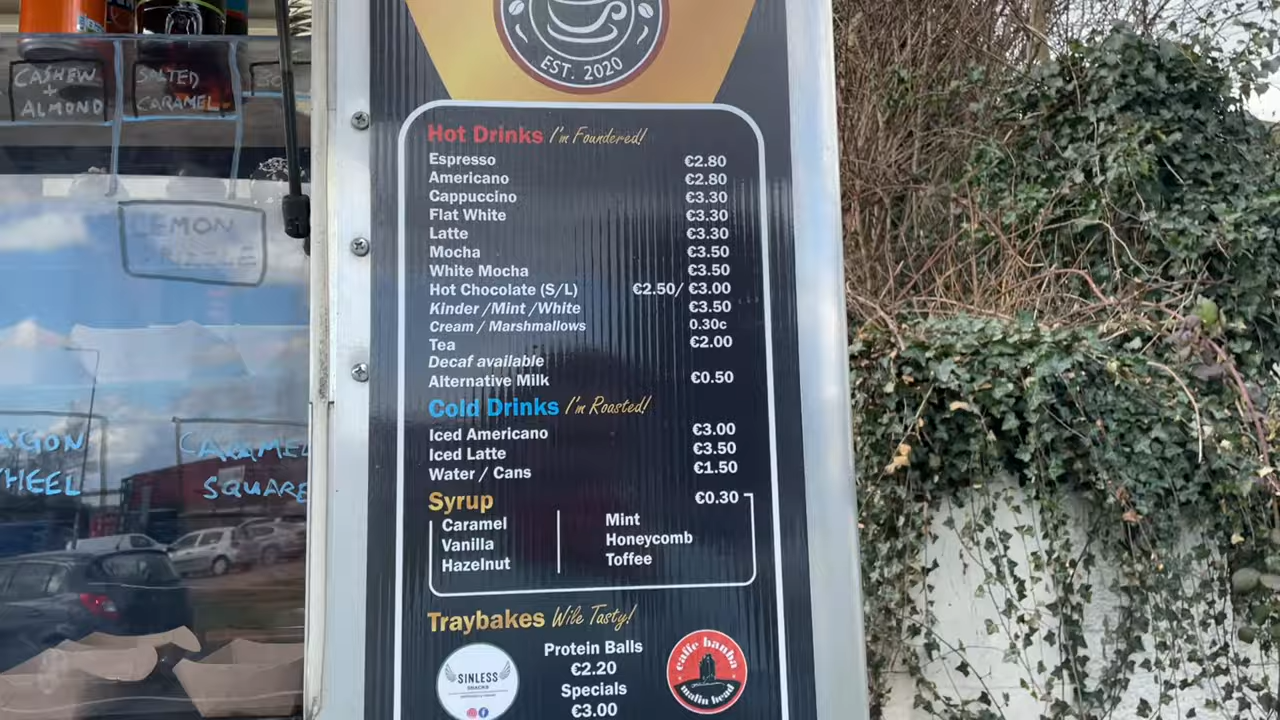 CASHEW
+
ALMOND
SALTED
CARAMEL
LEMON
DRIZZLE
WAGON
WHEEL
CARAMEL
SQUARE
EST. 2020
Hot Drinks I'm Foundered!
Espresso €2.80
Americano €2.80
Cappuccino €3.30
Flat White €3.30
Latte €3.30
Mocha €3.50
White Mocha €3.50
Hot Chocolate (S/L) €2.50/ €3.00
Kinder /Mint /White €3.50
Cream / Marshmallows 0.30c
Tea €2.00
Decaf available
Alternative Milk €0.50
Cold Drinks I'm Roasted!
Iced Americano €3.00
Iced Latte €3.50
Water / Cans €1.50
Syrup €0.30
Caramel Mint
Vanilla Honeycomb
Hazelnut Toffee
Traybakes Wile Tasty!
Protein Balls
€2.20
Specials
€3.00
SINLESS
SNACKS
caffe banba
malin head